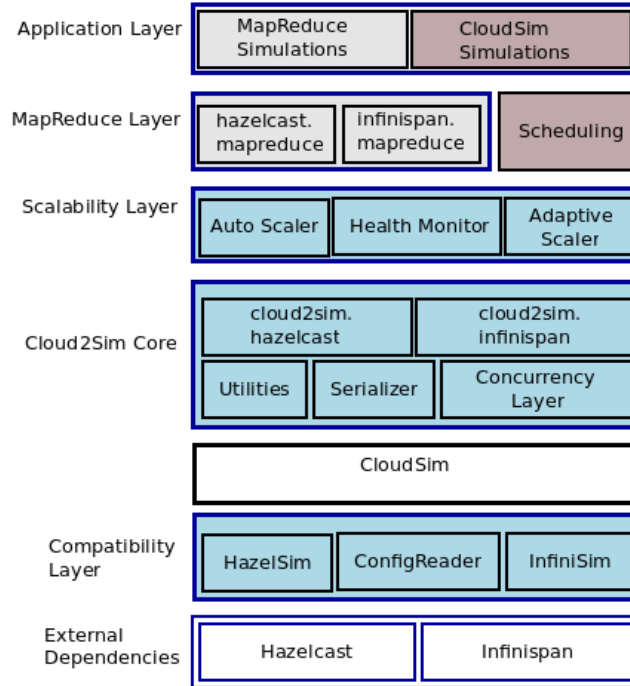 Application Layer
MapReduce
Simulations
CloudSim
Simulations
MapReduce Layer
hazelcast.
mapreduce
infinispan.
mapreduce
Scheduling
Scalability Layer
Auto Scaler
Health Monitor
Adaptive
Scaler
Cloud2Sim Core
cloud2sim.
hazelcast
cloud2sim.
infinispan
Utilities
Serializer
Concurrency
Layer
CloudSim
Compatibility
Layer
HazelSim
ConfigReader
InfiniSim
External
Dependencies
Hazelcast
Infinispan